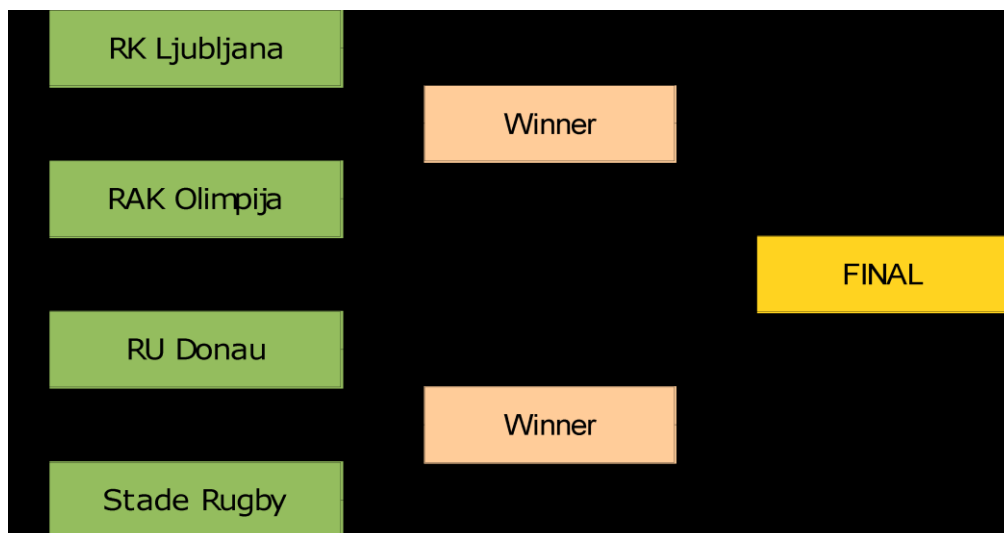 RK Ljubljana
Winner
RAK Olimpija
FINAL
RU Donau
Winner
Stade Rugby